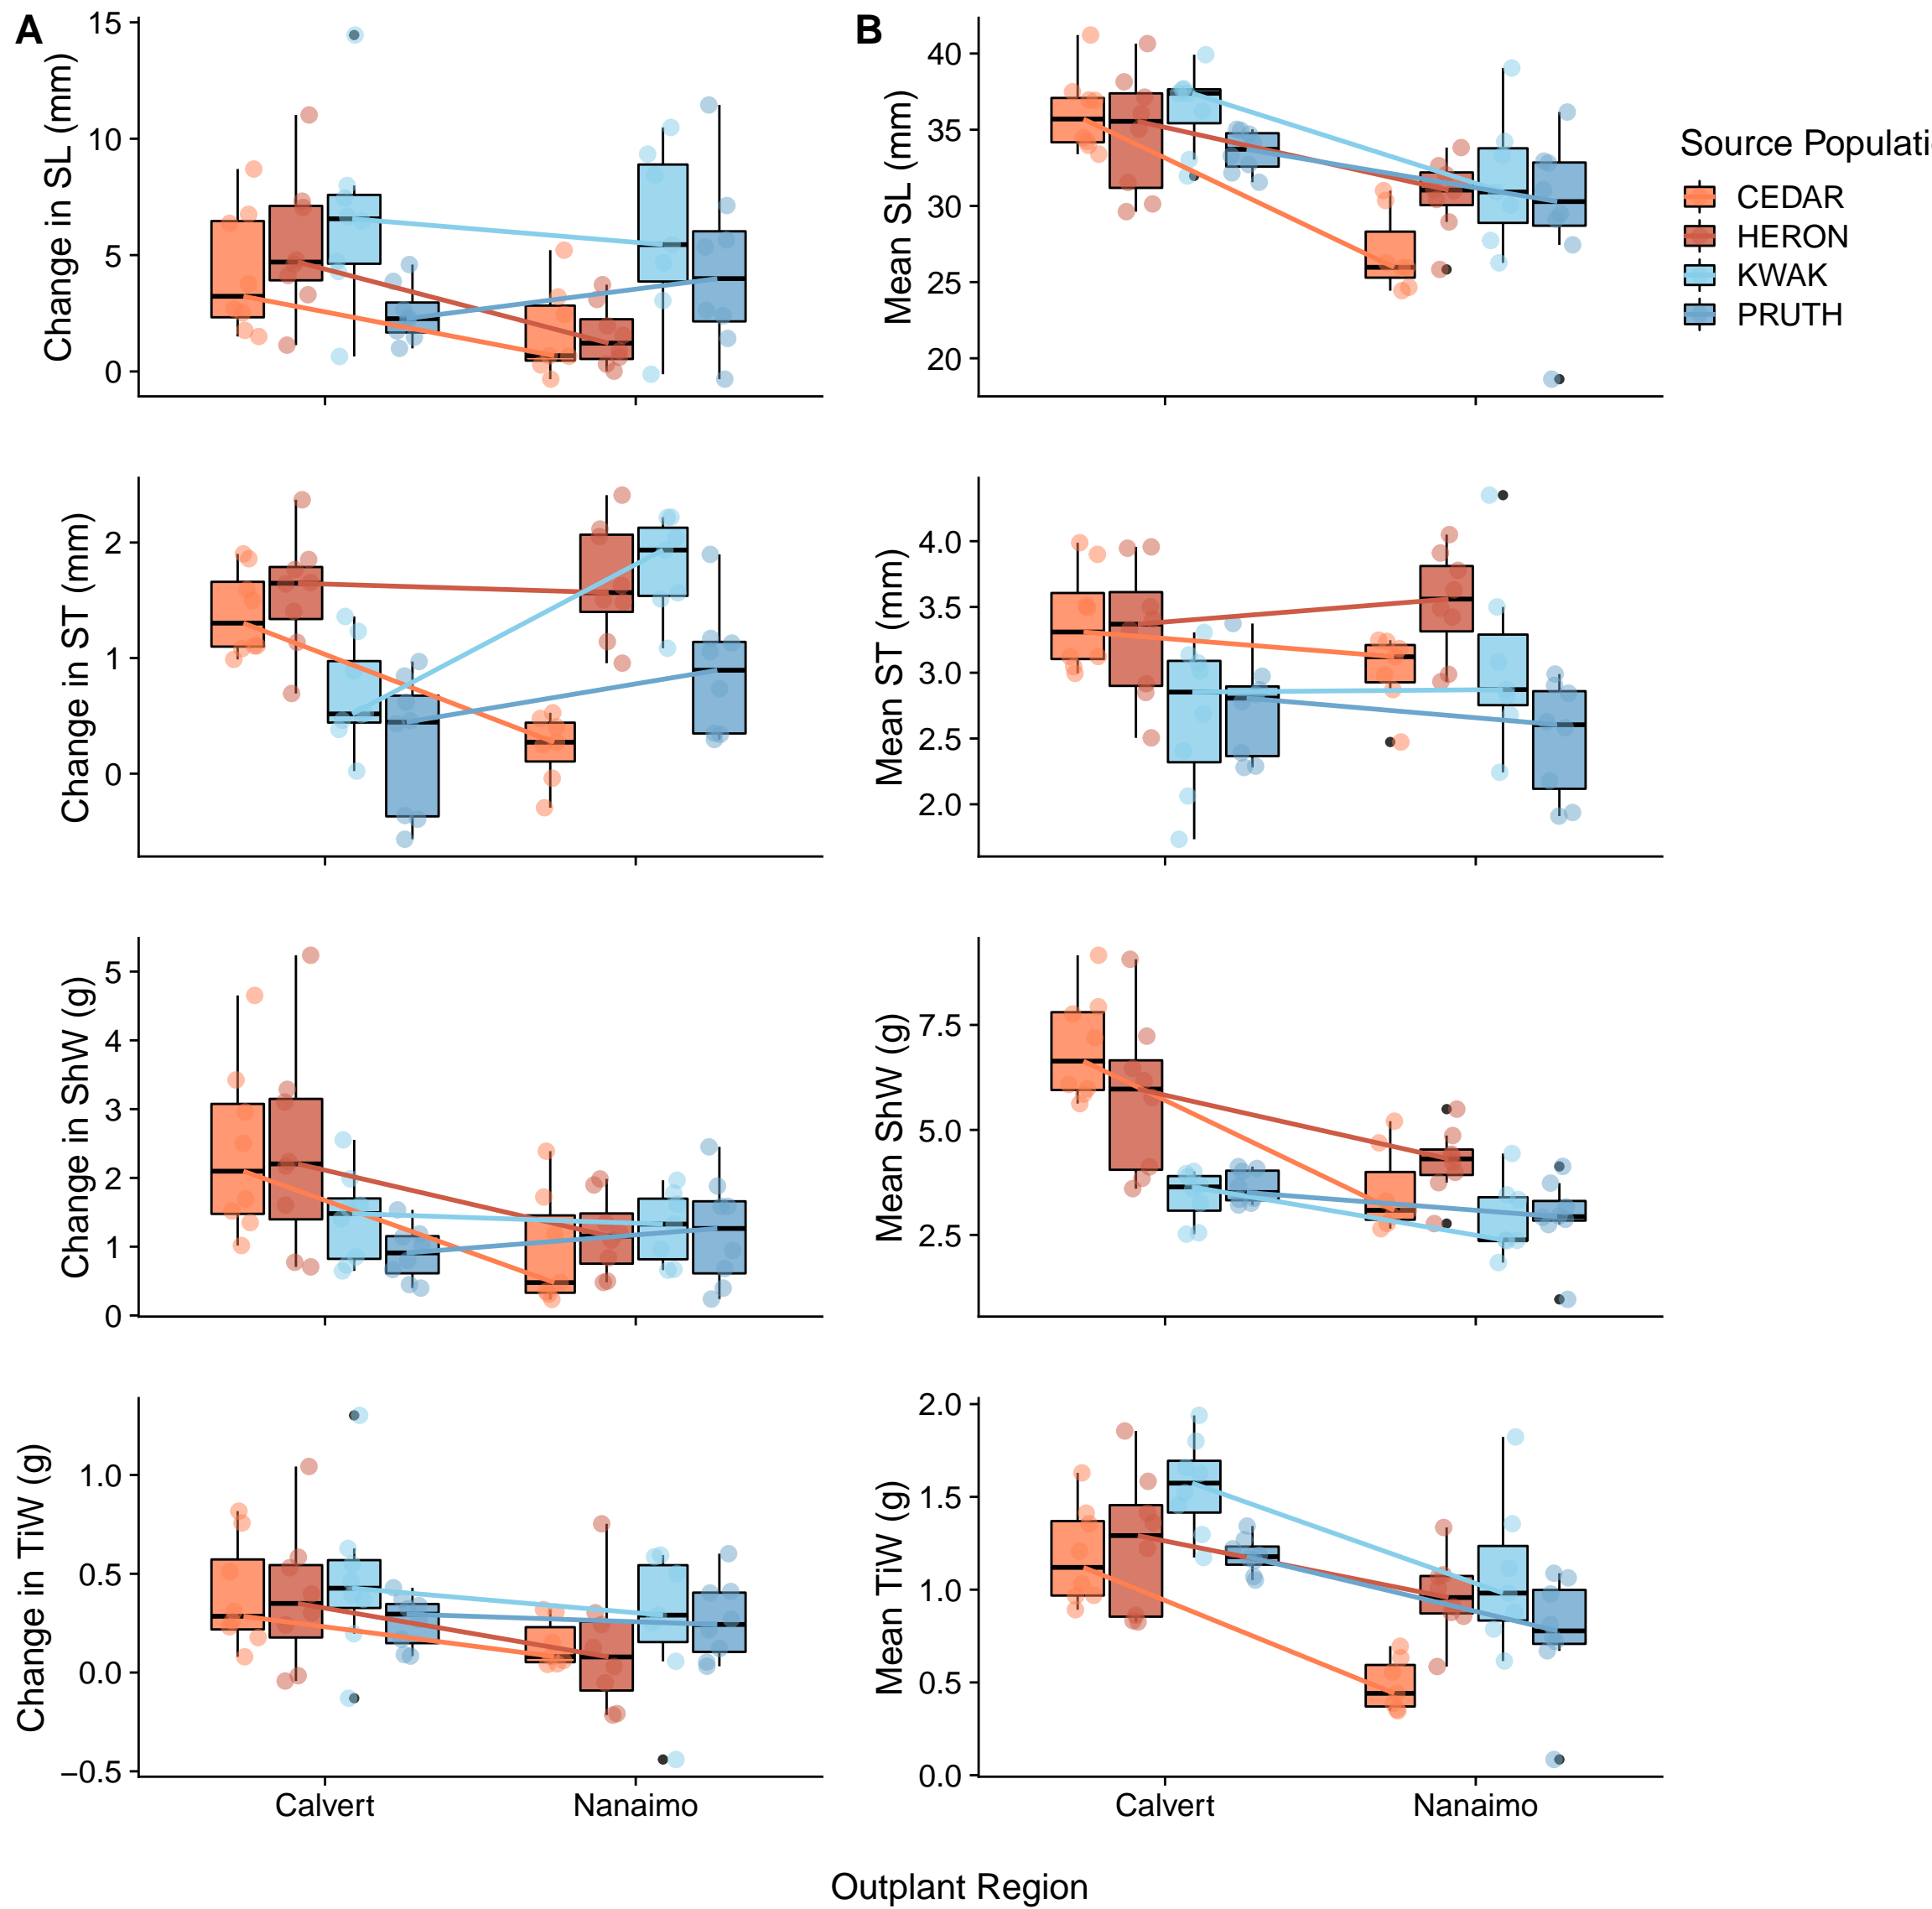 A
Change in SL (mm)
15
10
5
0
B
Mean SL (mm)
40
35
30
25
20
Source Populati
CEDAR
HERON
KWAK
PRUTH
Change in ST (mm)
2
1
0
Mean ST (mm)
4.0
3.5
3.0
2.5
2.0
Change in ShW (g)
5
4
3
2
1
0
Mean ShW (g)
7.5
5.0
2.5
Change in TiW (g)
1.0
0.5
0.0
−0.5
Calvert
Nanaimo
Mean TiW (g)
2.0
1.5
1.0
0.5
0.0
Calvert
Nanaimo
Outplant Region